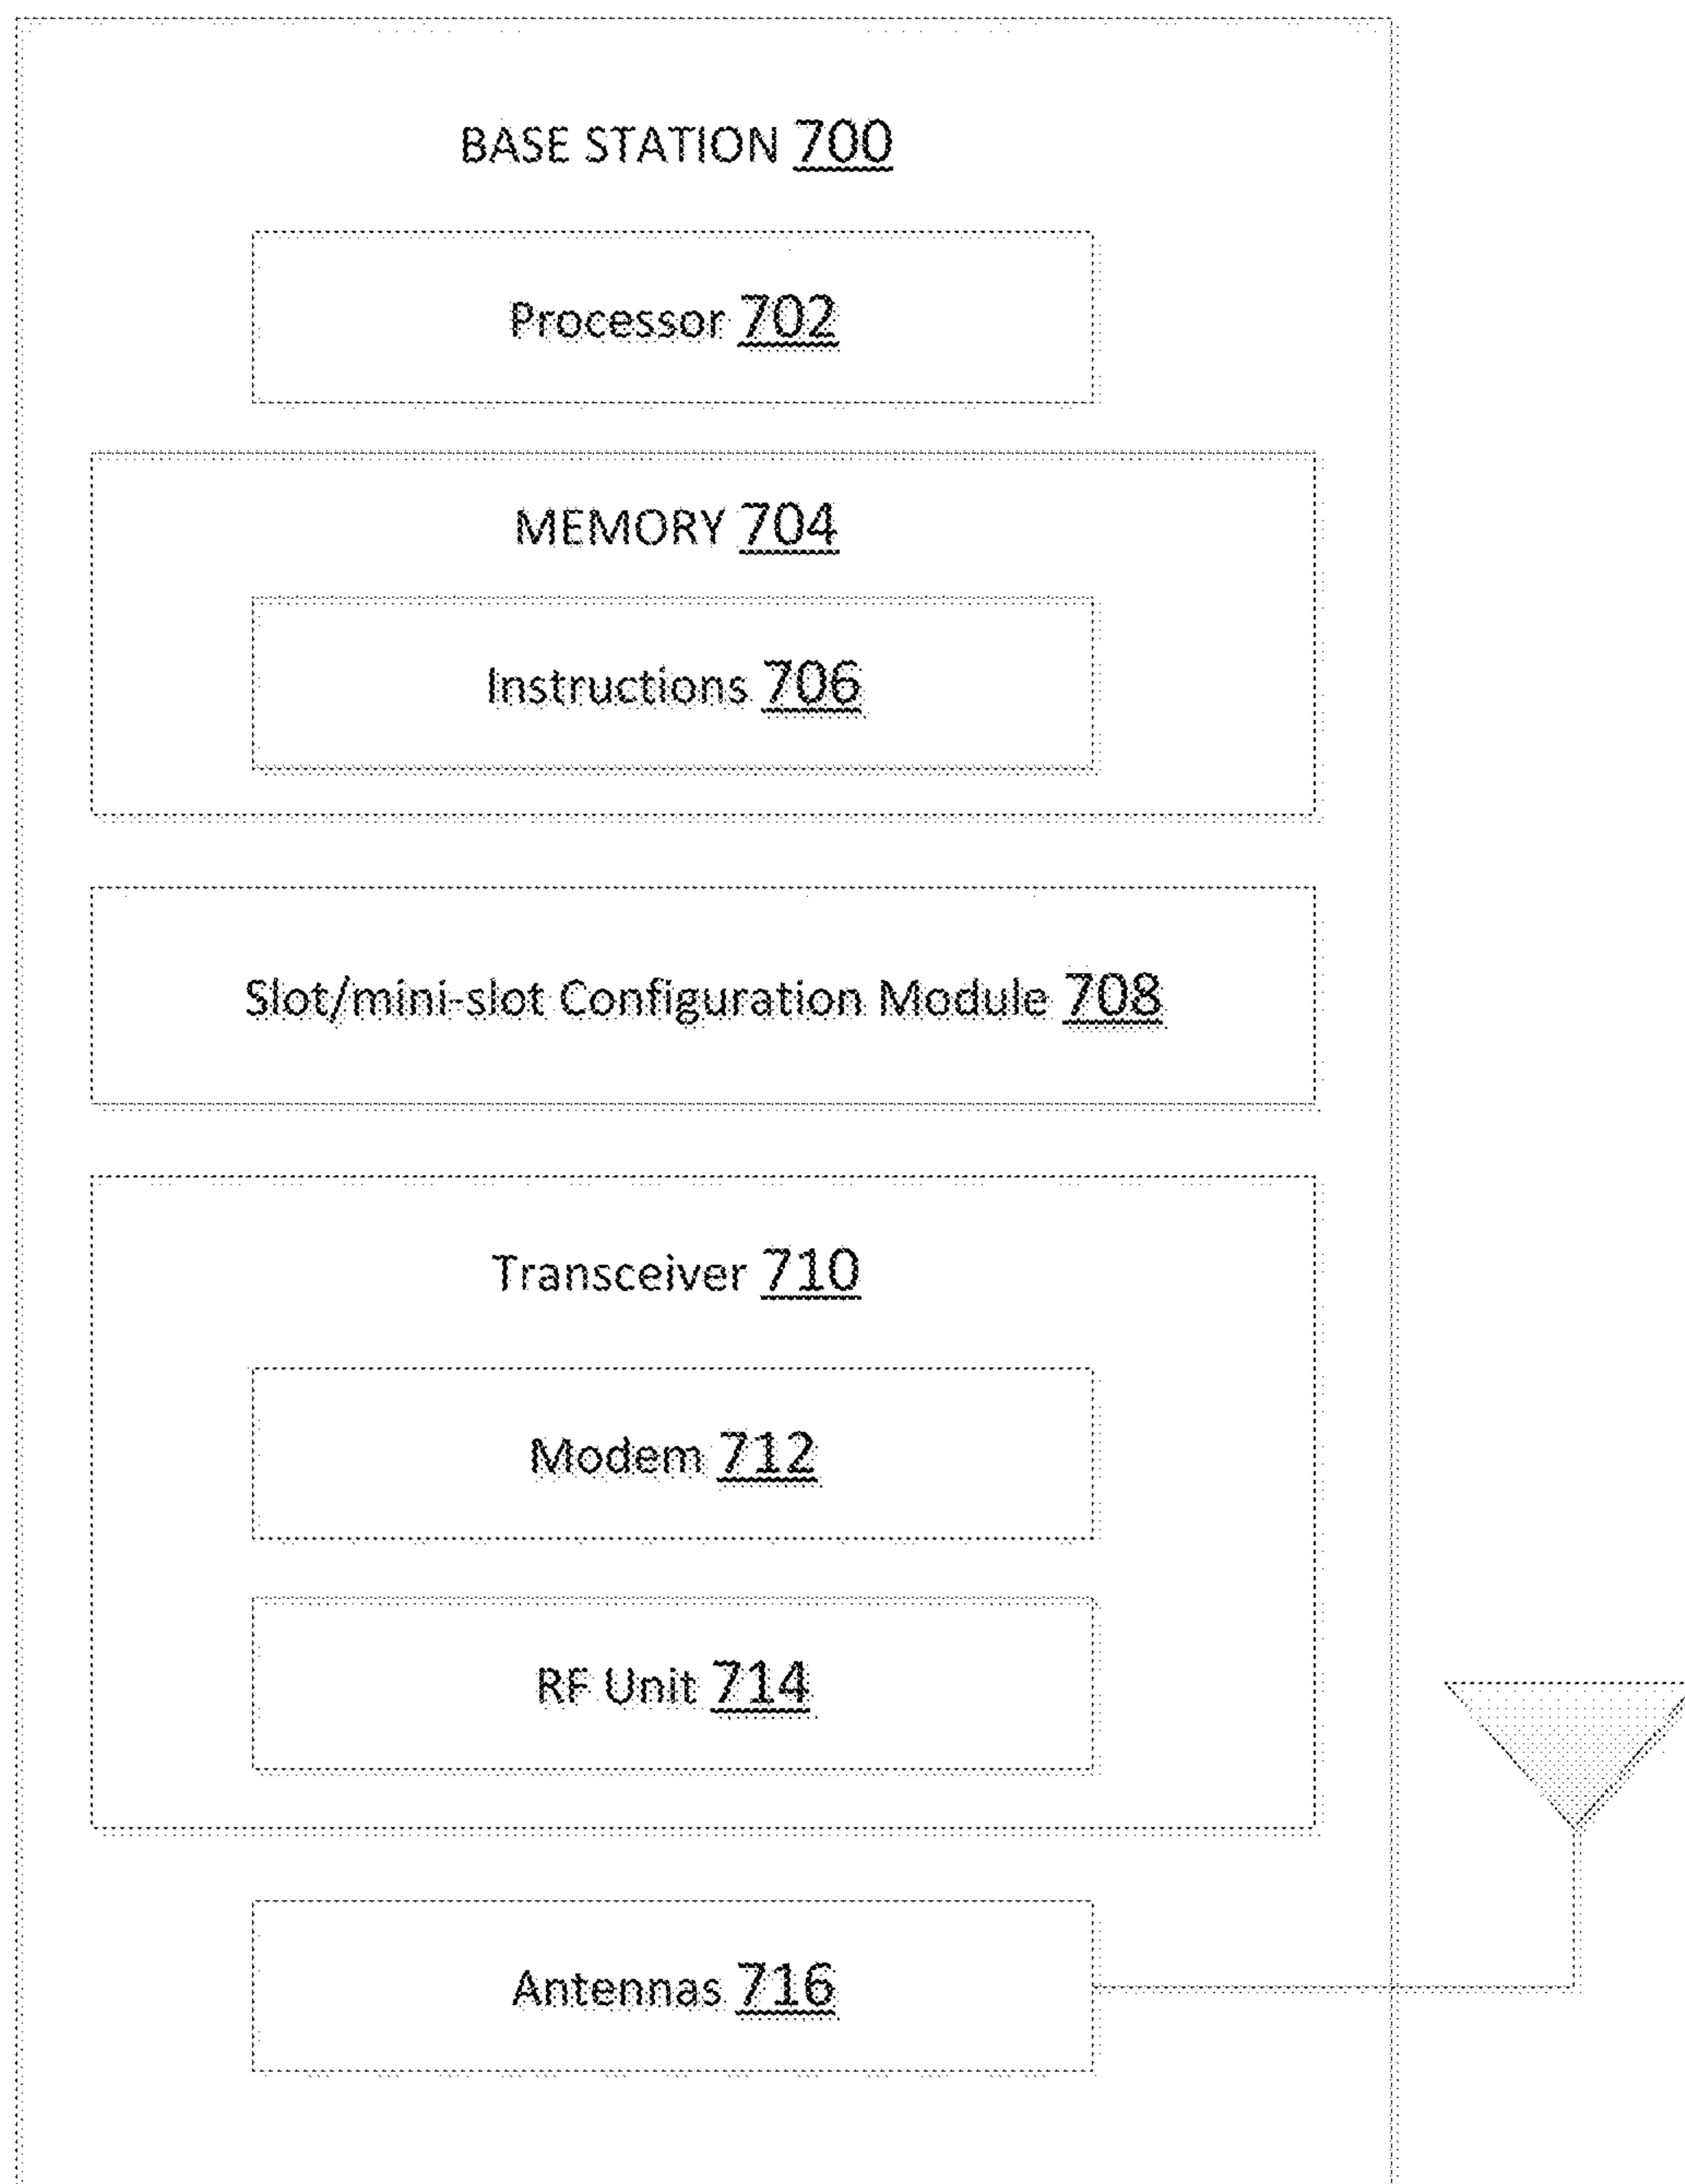 BASE STATION 700
Processor 702
MEMORY 704
Instructions 706
Slot/mini-slot Configuration Module 708
Transceiver 710
Modem 712
RF Unit 714
Antennas 716